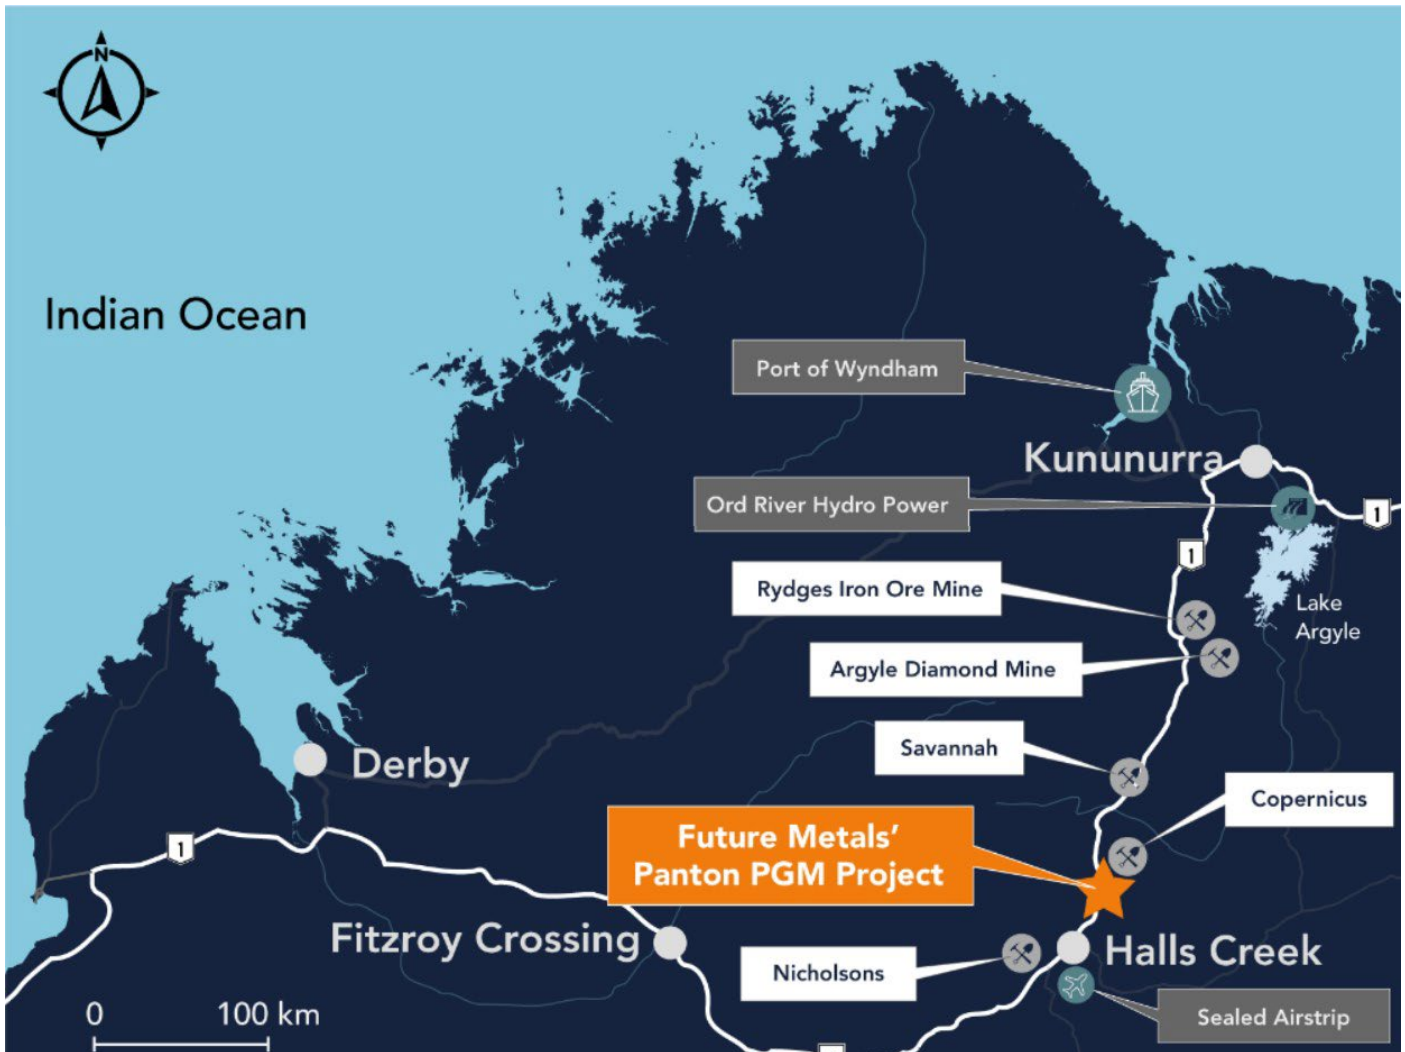 N
Indian Ocean
Port of Wyndham
Kununurra
Ord River Hydro Power
1
1
Rydges Iron Ore Mine
Lake
Argyle
Argyle Diamond Mine
Savannah
Derby
Copernicus
1
Future Metals'
Panton PGM Project
Fitzroy Crossing
Halls Creek
Nicholsons
0 100 km
Sealed Airstrip